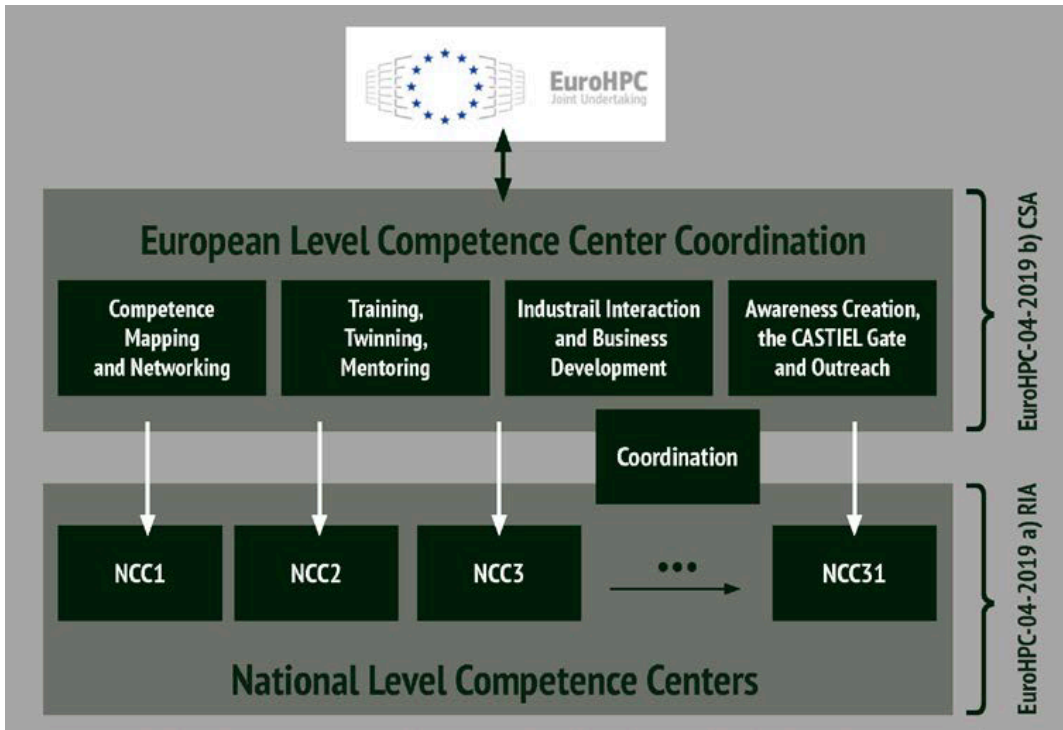 EuroHPC
Joint Undertaking
European Level Competence Center Coordination
Competence
Mapping
and Networking
Training,
Twinning,
Mentoring
Industrail Interaction
and Business
Development
Awareness Creation,
the CASTIEL Gate
and Outreach
EuroHPC-04-2019 b) CSA
Coordination
NCC1
NCC2
NCC3
•••
NCC31
National Level Competence Centers
EuroHPC-04-2019 a) RIA